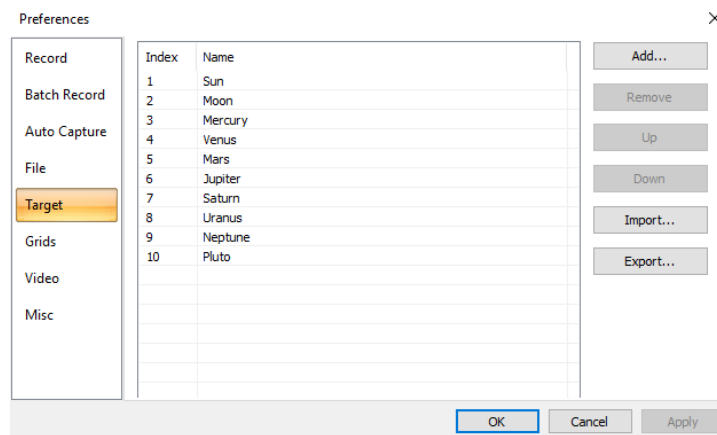 Preferences
Record
Batch Record
Auto Capture
File
Target
Grids
Video
Misc
Index Name
1 Sun
2 Moon
3 Mercury
4 Venus
5 Mars
6 Jupiter
7 Saturn
8 Uranus
9 Neptune
10 Pluto
Add...
Remove
Up
Down
Import...
Export...
OK Cancel Apply